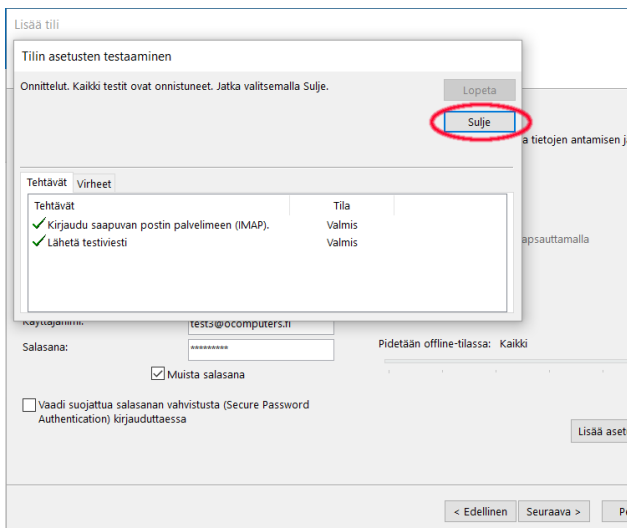 Lisää tili
Tilin asetusten testaaminen
Onnittelut. Kaikki testit ovat onnistuneet. Jatka valitsemalla Sulje.
Lopeta
Sulje
a tietojen antamisen j
Tehtävät Virheet
Tehtävät Tila
Kirjaudu saapuvan postin palvelimeen (IMAP). Valmis
Lähetä testiviesti Valmis
apsauttamalla
Käyttäjänimi: test3@ocomputers.fi
Salasana: *********
Pidetään offline-tilassa: Kaikki
Muista salasana
Vaadi suojattua salasanan vahvistusta (Secure Password
Authentication) kirjauduttaessa
Lisää aset
< Edellinen Seuraava > P